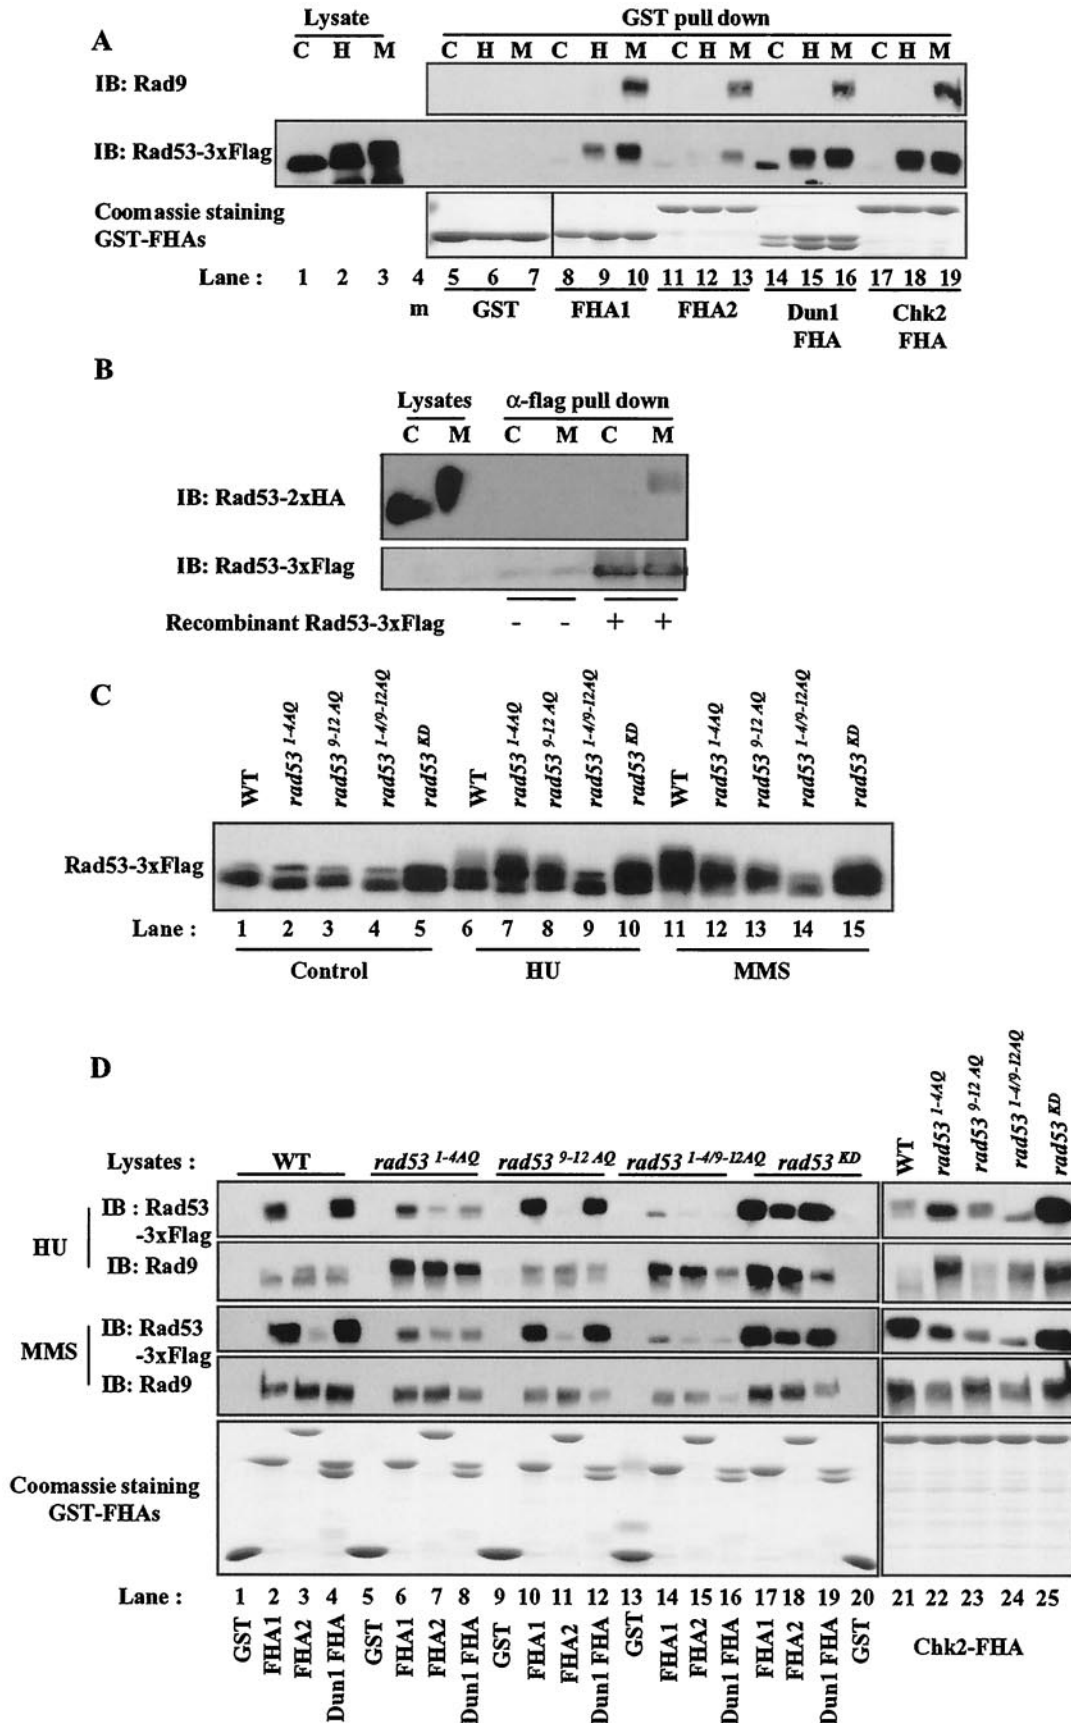 A
Lysate
GST pull down
C H M C H M C H M C H M C H M C H M
IB: Rad9
IB: Rad53-3xFlag
Coomassie staining
GST-FHAs
Lane : 1 2 3 4 5 6 7 8 9 10 11 12 13 14 15 16 17 18 19
m GST FHA1 FHA2 Dun1 FHA Chk2 FHA
B
Lysates α-flag pull down
C M C M C M
IB: Rad53-2xHA
IB: Rad53-3xFlag
Recombinant Rad53-3xFlag - - + +
C
WT rad53 1-4AQ rad53 9-12 AQ rad53 1-4/9-12AQ rad53 KD WT rad53 1-4AQ rad53 9-12 AQ rad53 1-4/9-12AQ rad53 KD WT rad53 1-4AQ rad53 9-12AQ rad53 1-4/9-12AQ rad53 KD
Rad53-3xFlag
Lane : 1 2 3 4 5 6 7 8 9 10 11 12 13 14 15
Control HU MMS
D
WT rad53 1-4AQ rad53 9-12 AQ rad53 1-4/9-12AQ rad53 KD
Lysates : WT rad53 1-4AQ rad53 9-12 AQ rad53 1-4/9-12AQ rad53 KD
HU
IB : Rad53
-3xFlag
IB: Rad9
MMS
IB: Rad53
-3xFlag
IB: Rad9
Coomassie staining
GST-FHAs
Lane : 1 2 3 4 5 6 7 8 9 10 11 12 13 14 15 16 17 18 19 20 21 22 23 24 25
GST FHA1 FHA2 Dun1 FHA GST FHA1 FHA2 Dun1 FHA GST FHA1 FHA2 Dun1 FHA GST FHA1 FHA2 Dun1 FHA FHA1 FHA2 Dun1 FHA GST
Chk2-FHA